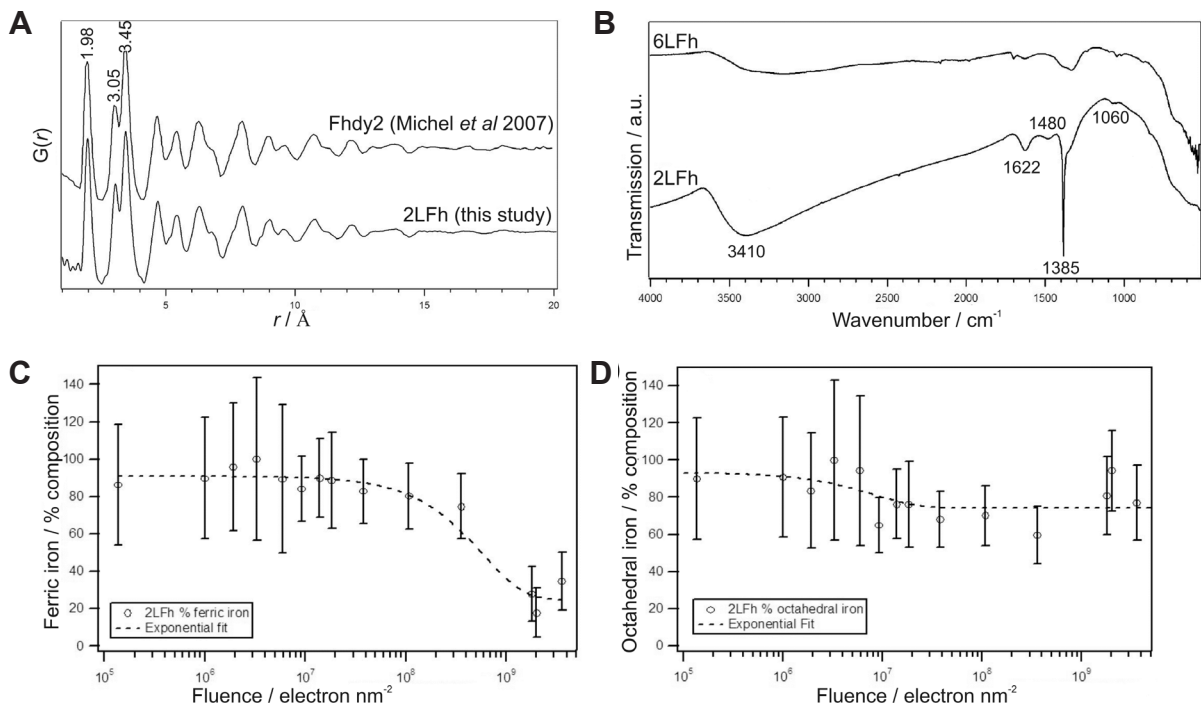 A
1.98
3.05
3.45
G(r)
Fhdy2 (Michel et al 2007)
2LFh (this study)
5
10
15
20
r / Å
B
6LFh
2LFh
3410
1622
1480
1385
1060
Transmission / a.u.
4000
3500
3000
2500
2000
1500
1000
Wavenumber / cm-1
C
Ferric iron / % composition
140
120
100
80
60
40
20
0
2LFh % ferric iron
Exponential fit
10^5
10^6
10^7
10^8
10^9
Fluence / electron nm-2
D
Octahedral iron / % composition
140
120
100
80
60
40
20
0
2LFh % octahedral iron
Exponential Fit
10^5
10^6
10^7
10^8
10^9
Fluence / electron nm-2